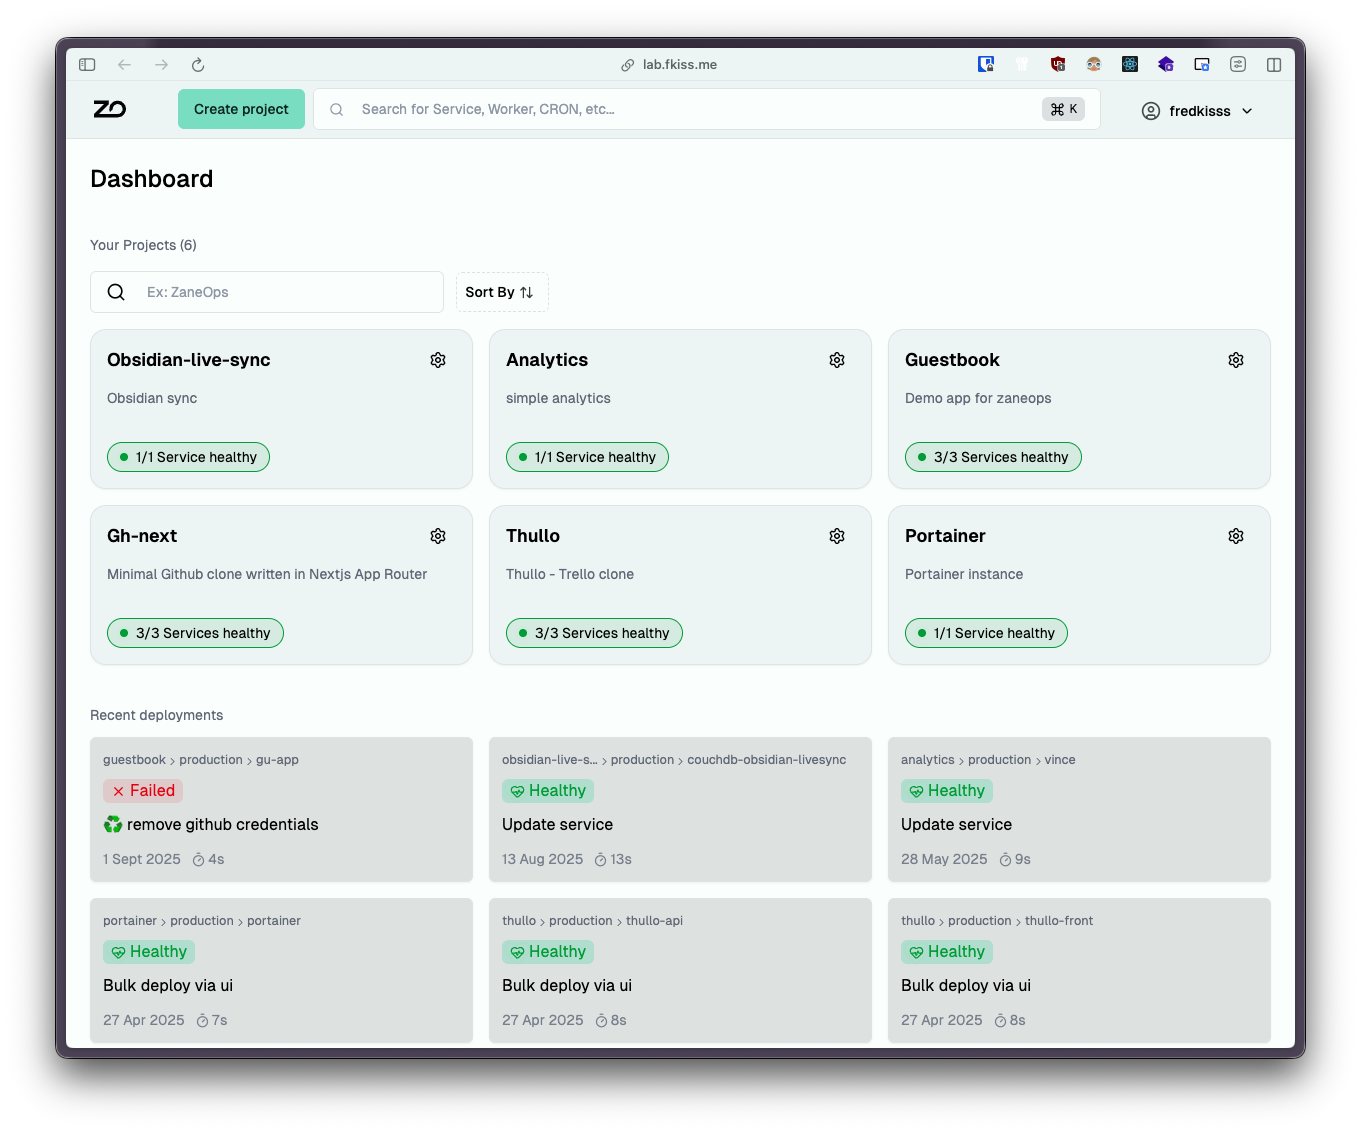 lab.fkiss.me
ZO
Create project
Search for Service, Worker, CRON, etc...
⌘ K
fredkisss
Dashboard
Your Projects (6)
Ex: ZaneOps
Sort By
Obsidian-live-sync
Obsidian sync
1/1 Service healthy
Analytics
simple analytics
1/1 Service healthy
Guestbook
Demo app for zaneops
3/3 Services healthy
Gh-next
Minimal Github clone written in Nextjs App Router
3/3 Services healthy
Thullo
Thullo - Trello clone
3/3 Services healthy
Portainer
Portainer instance
1/1 Service healthy
Recent deployments
guestbook > production > gu-app
Failed
♻️ remove github credentials
1 Sept 2025 4s
obsidian-live-s... > production > couchdb-obsidian-livesync
Healthy
Update service
13 Aug 2025 13s
analytics > production > vince
Healthy
Update service
28 May 2025 9s
portainer > production > portainer
Healthy
Bulk deploy via ui
27 Apr 2025 7s
thullo > production > thullo-api
Healthy
Bulk deploy via ui
27 Apr 2025 8s
thullo > production > thullo-front
Healthy
Bulk deploy via ui
27 Apr 2025 8s